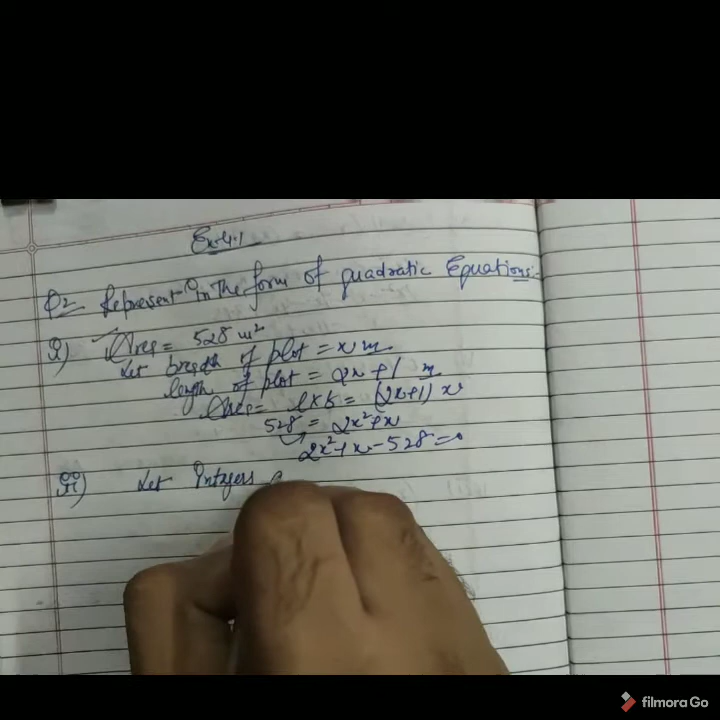 Ex-4.1
Q2 Represent in the form of quadratic Equations:-
i) Area = 528 m²
Let breadth of plot = x m
length of plot = 2x+1 m
Area = l×b = (2x+1) x
528 = 2x²+x
2x²+x-528=0
ii) Let Integers
filmora Go